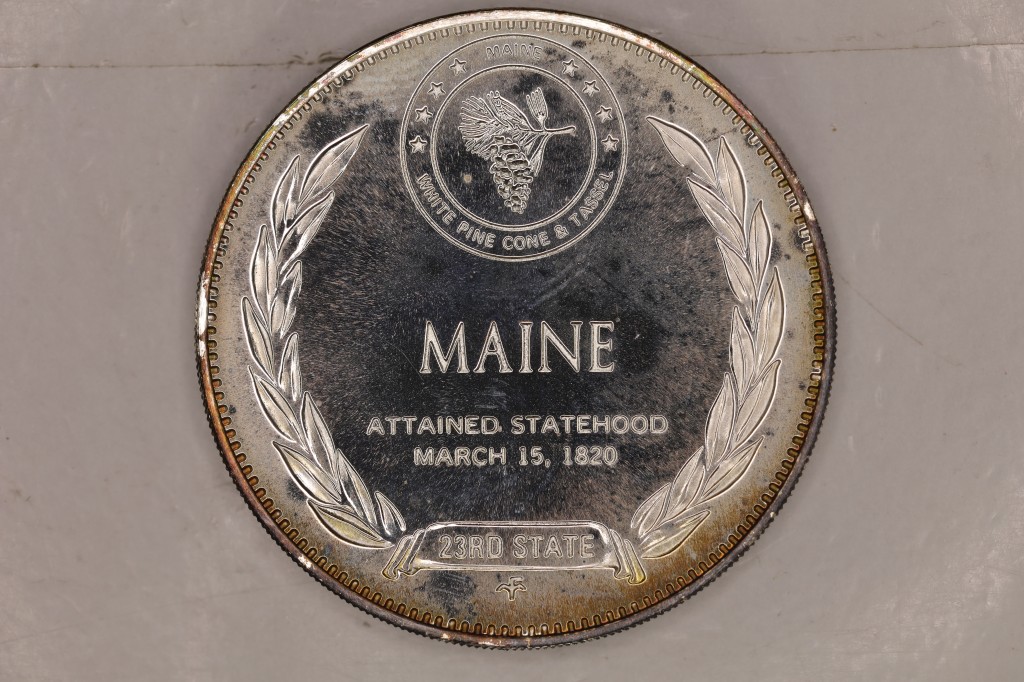 MAINE
WHITE PINE CONE & TASSEL
MAINE
ATTAINED STATEHOOD
MARCH 15, 1820
23RD STATE